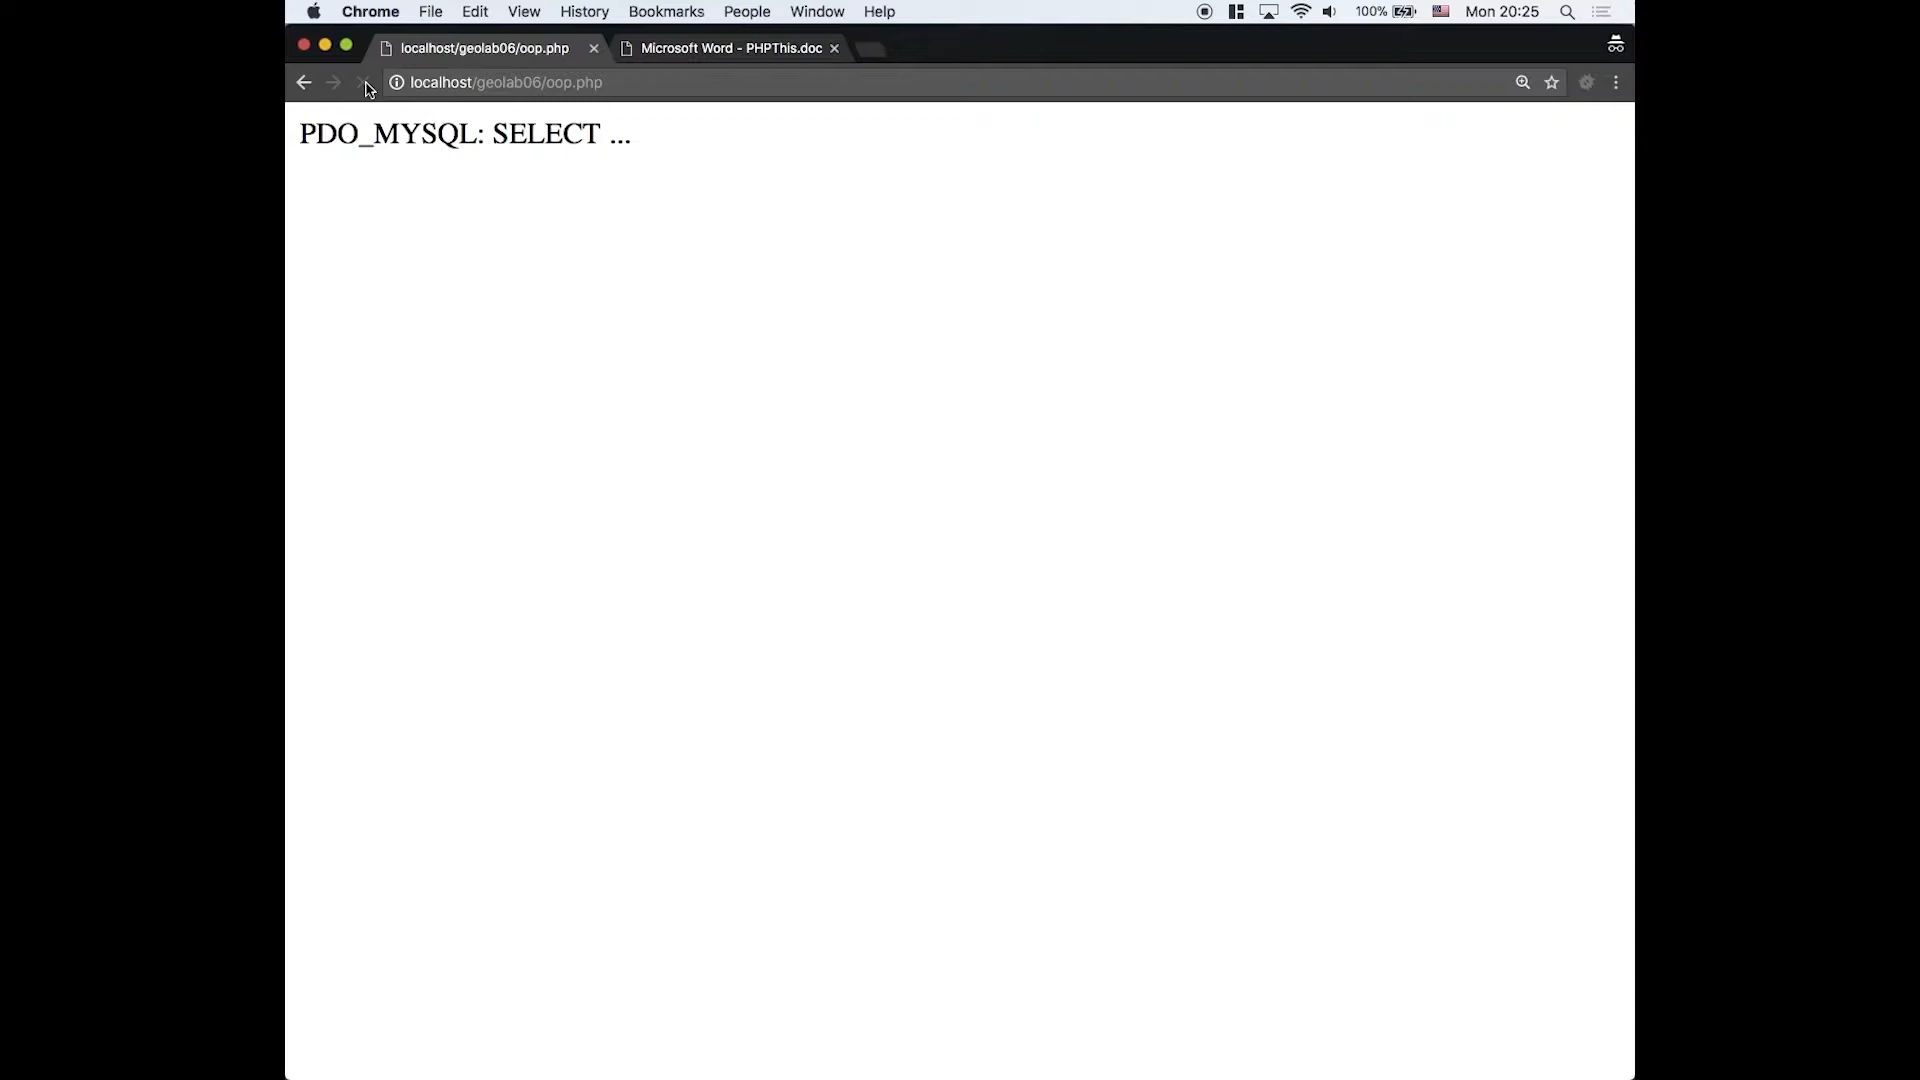 Chrome File Edit View History Bookmarks People Window Help 100% Mon 20:25
localhost/geolab06/oop.php Microsoft Word - PHPThis.doc
localhost/geolab06/oop.php
PDO_MYSQL: SELECT ...